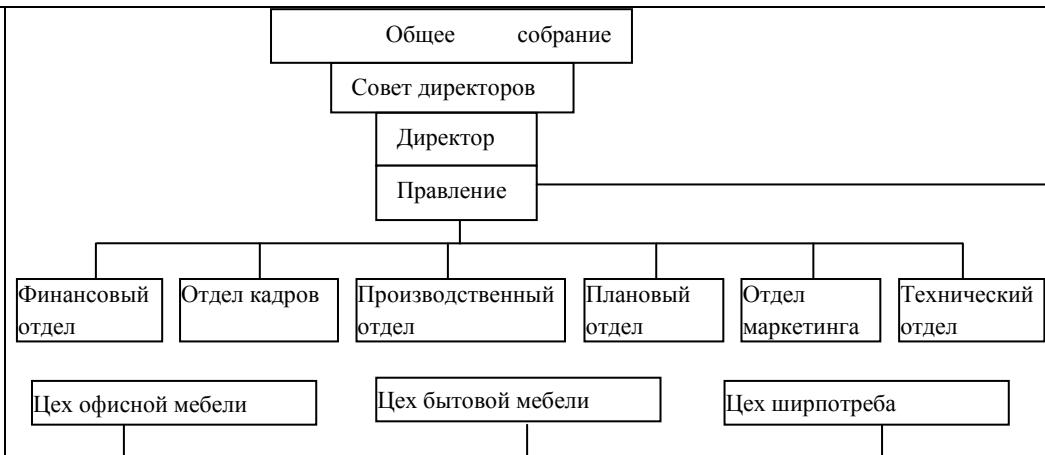 Общее собрание
Совет директоров
Директор
Правление
Финансовый
отдел
Отдел кадров
Производственный
отдел
Плановый
отдел
Отдел
маркетинга
Технический
отдел
Цех офисной мебели
Цех бытовой мебели
Цех ширпотреба